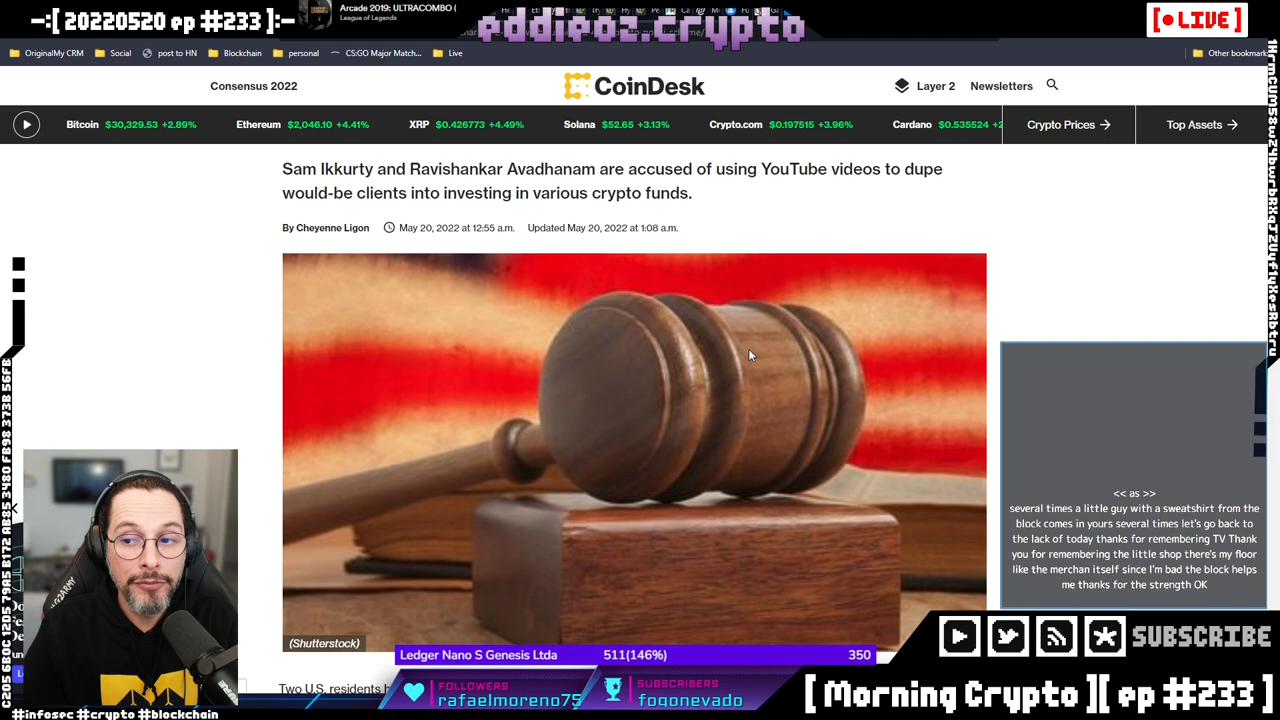 -:[ 20220520 ep #233 ]:-
Arcade 2019: ULTRACOMBO (
League of Legends
eddieoz.crypto
[ • LIVE ]
OriginalMy CRM
Social
post to HN
Blockchain
personal
CS:GO Major Match...
Live
Other bookmark
Consensus 2022
CoinDesk
Layer 2
Newsletters
Bitcoin $30,329.53 +2.89%
Ethereum $2,046.10 +4.41%
XRP $0.426773 +4.49%
Solana $52.65 +3.13%
Crypto.com $0.197515 +3.96%
Cardano $0.535524 +2
Crypto Prices →
Top Assets →
Sam Ikkurty and Ravishankar Avadhanam are accused of using YouTube videos to dupe
would-be clients into investing in various crypto funds.
By Cheyenne Ligon
May 20, 2022 at 12:55 a.m.
Updated May 20, 2022 at 1:08 a.m.
(Shutterstock)
<< as >>
several times a little guy with a sweatshirt from the
block comes in yours several times let's go back to
the lack of today thanks for remembering TV Thank
you for remembering the little shop there's my floor
like the merchan itself since I'm bad the block helps
me thanks for the strength OK
Ledger Nano S Genesis Ltda
511(146%)
350
FOLLOWERS
rafaelmoreno75
SUBSCRIBERS
fogonevado
SUBSCRIBE
[ Morning Crypto ][ ep #233 ]
#infosec #crypto #blockchain